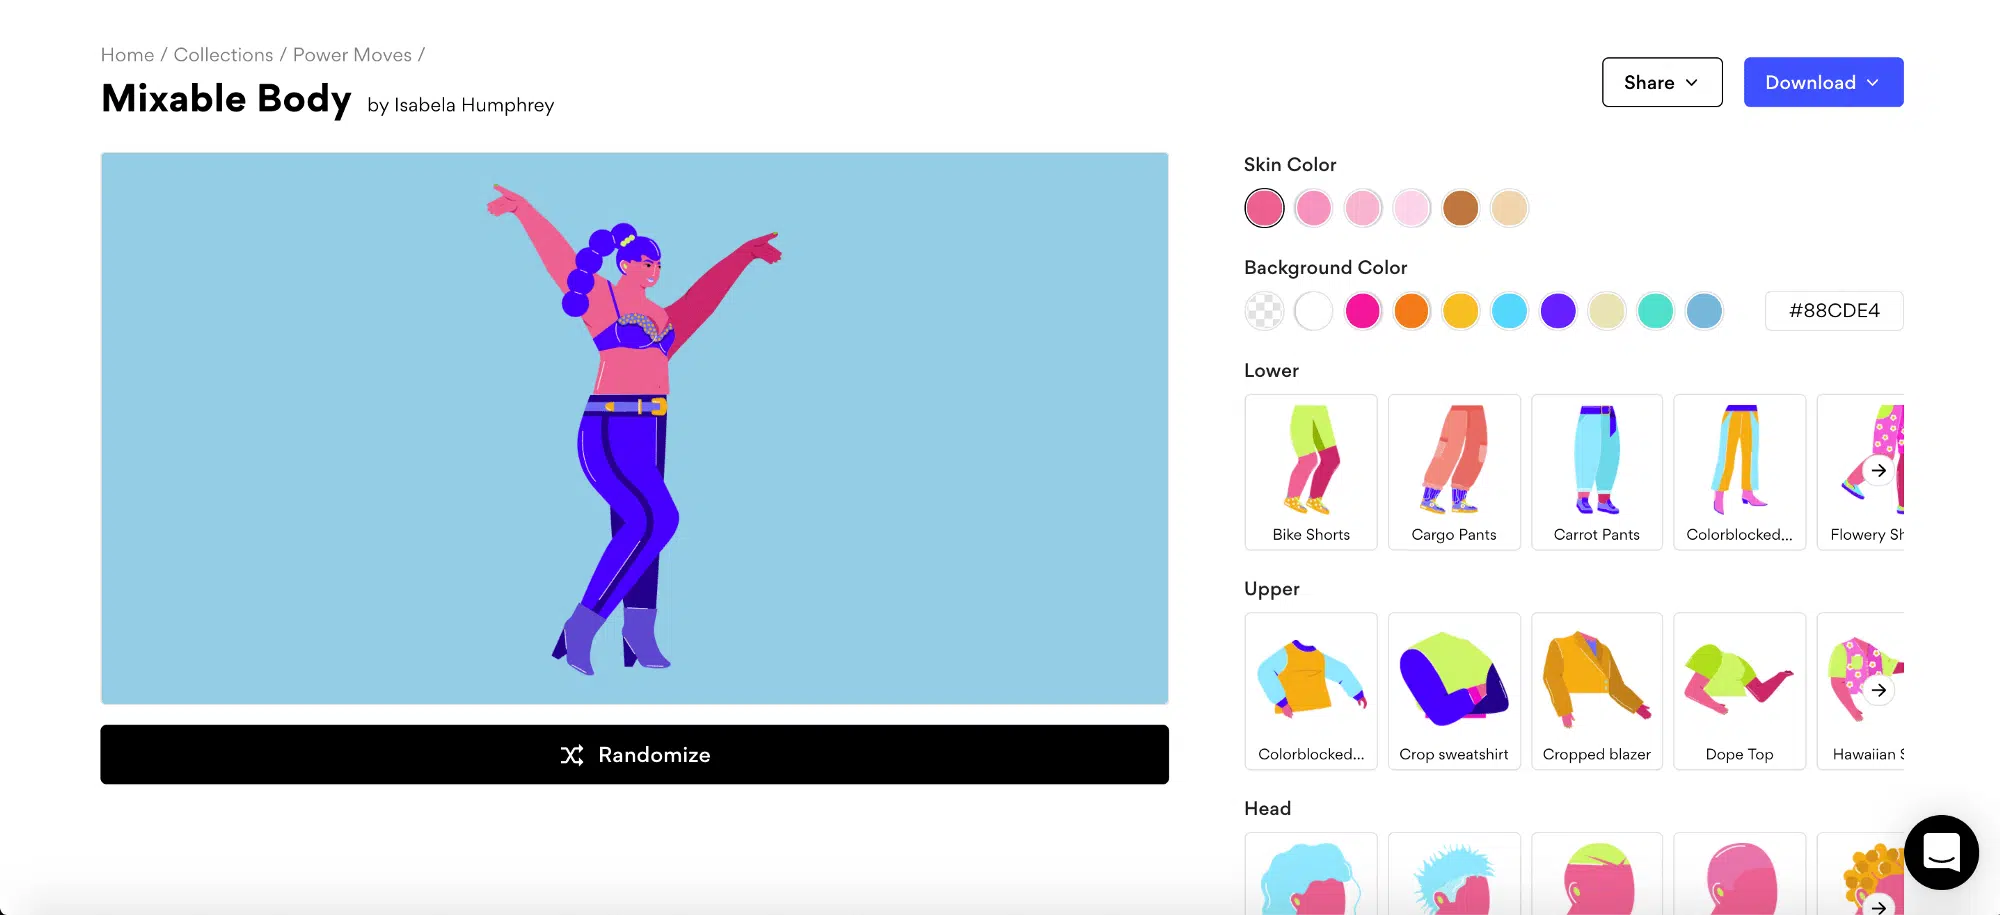 Home / Collections / Power Moves /
Mixable Body by Isabela Humphrey
Share
Download
Randomize
Skin Color
Background Color
#88CDE4
Lower
Bike Shorts
Cargo Pants
Carrot Pants
Colorblocked...
Flowery Sh
Upper
Colorblocked...
Crop sweatshirt
Cropped blazer
Dope Top
Hawaiian S
Head